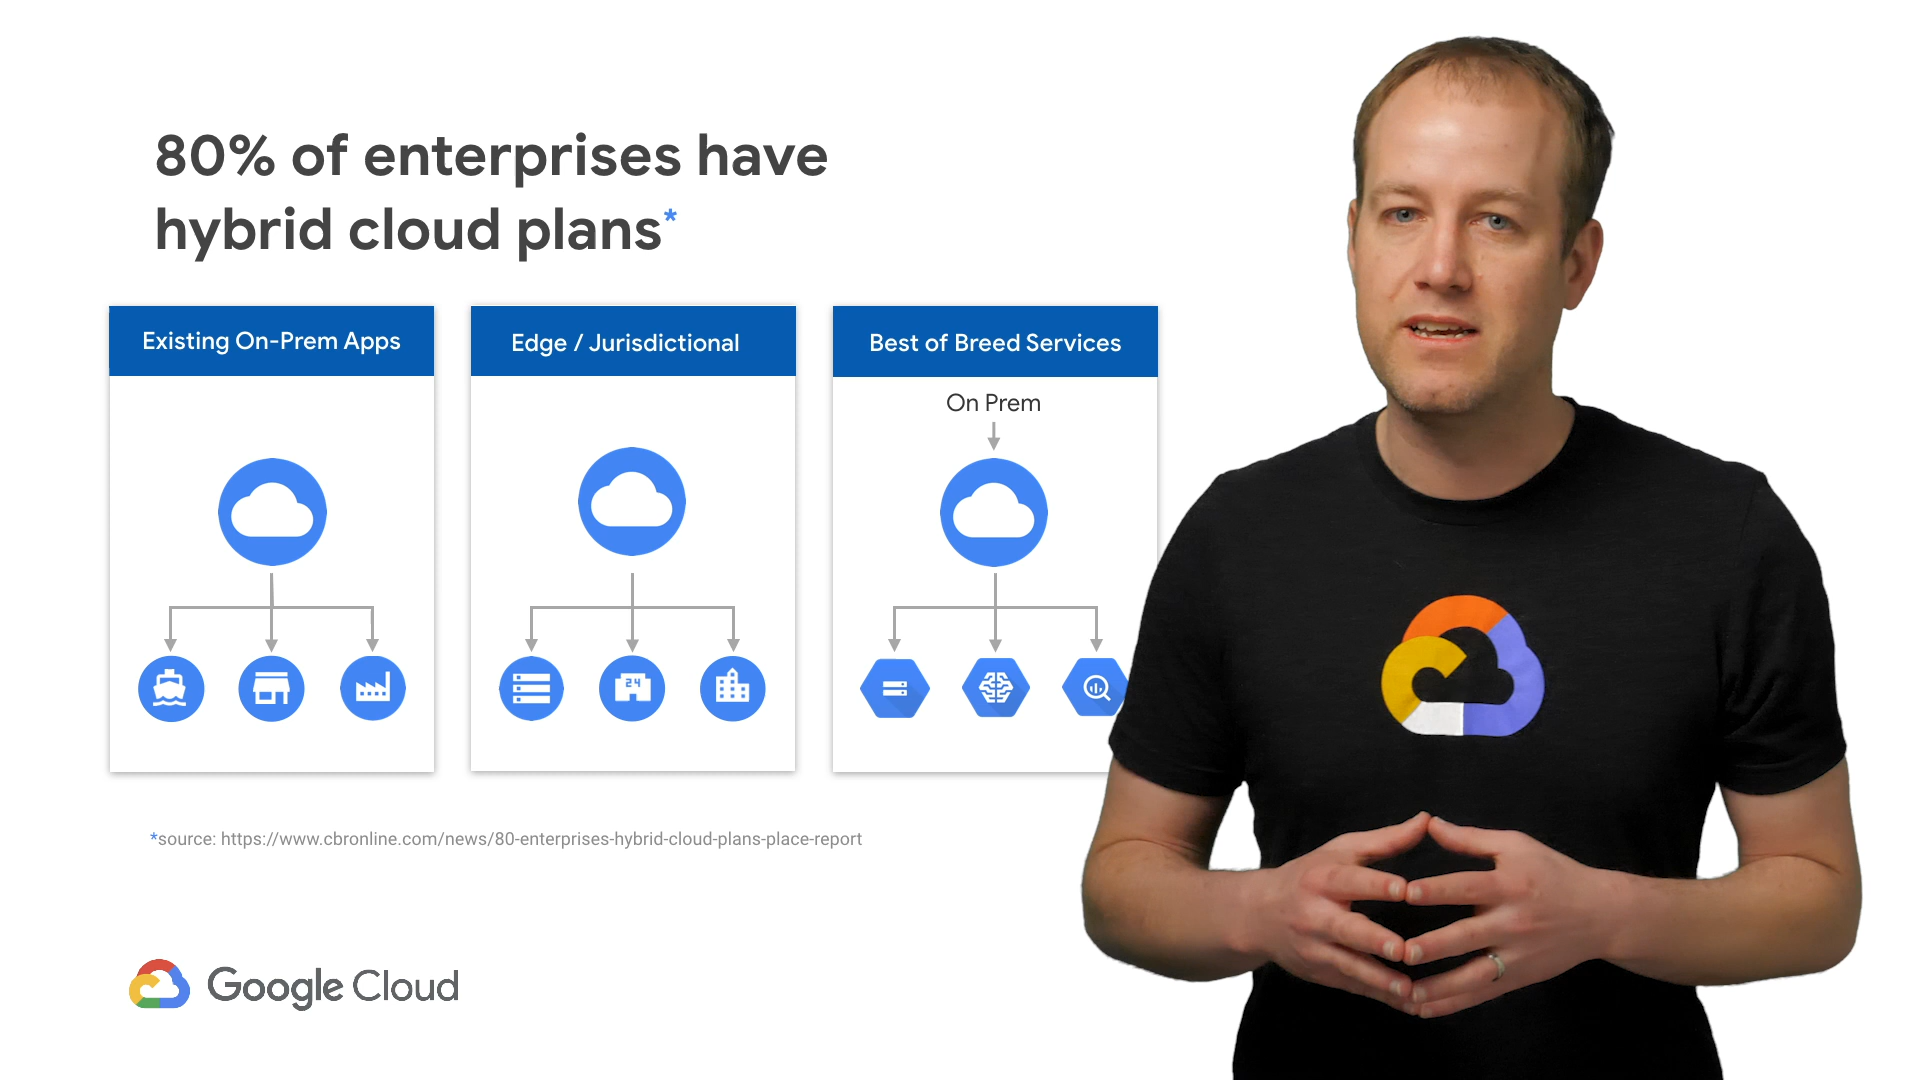 80% of enterprises have
hybrid cloud plans*
Existing On-Prem Apps
Edge / Jurisdictional
Best of Breed Services
On Prem
24
*source: https://www.cbronline.com/news/80-enterprises-hybrid-cloud-plans-place-report
Google Cloud